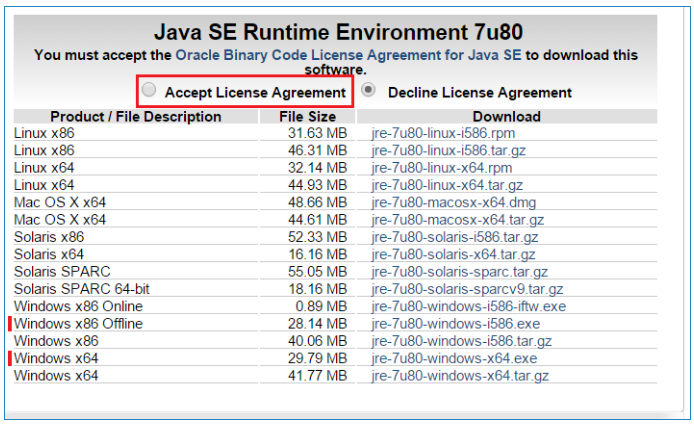 Java SE Runtime Environment 7u80
You must accept the Oracle Binary Code License Agreement for Java SE to download this
software.
Accept License Agreement Decline License Agreement
Product / File Description File Size Download
Linux x86 31.63 MB jre-7u80-linux-i586.rpm
Linux x86 46.31 MB jre-7u80-linux-i586.tar.gz
Linux x64 32.14 MB jre-7u80-linux-x64.rpm
Linux x64 44.93 MB jre-7u80-linux-x64.tar.gz
Mac OS X x64 48.66 MB jre-7u80-macosx-x64.dmg
Mac OS X x64 44.61 MB jre-7u80-macosx-x64.tar.gz
Solaris x86 52.33 MB jre-7u80-solaris-i586.tar.gz
Solaris x64 16.16 MB jre-7u80-solaris-x64.tar.gz
Solaris SPARC 55.05 MB jre-7u80-solaris-sparc.tar.gz
Solaris SPARC 64-bit 18.16 MB jre-7u80-solaris-sparcv9.tar.gz
Windows x86 Online 0.89 MB jre-7u80-windows-i586-iftw.exe
Windows x86 Offline 28.14 MB jre-7u80-windows-i586.exe
Windows x86 40.06 MB jre-7u80-windows-i586.tar.gz
Windows x64 29.79 MB jre-7u80-windows-x64.exe
Windows x64 41.77 MB jre-7u80-windows-x64.tar.gz